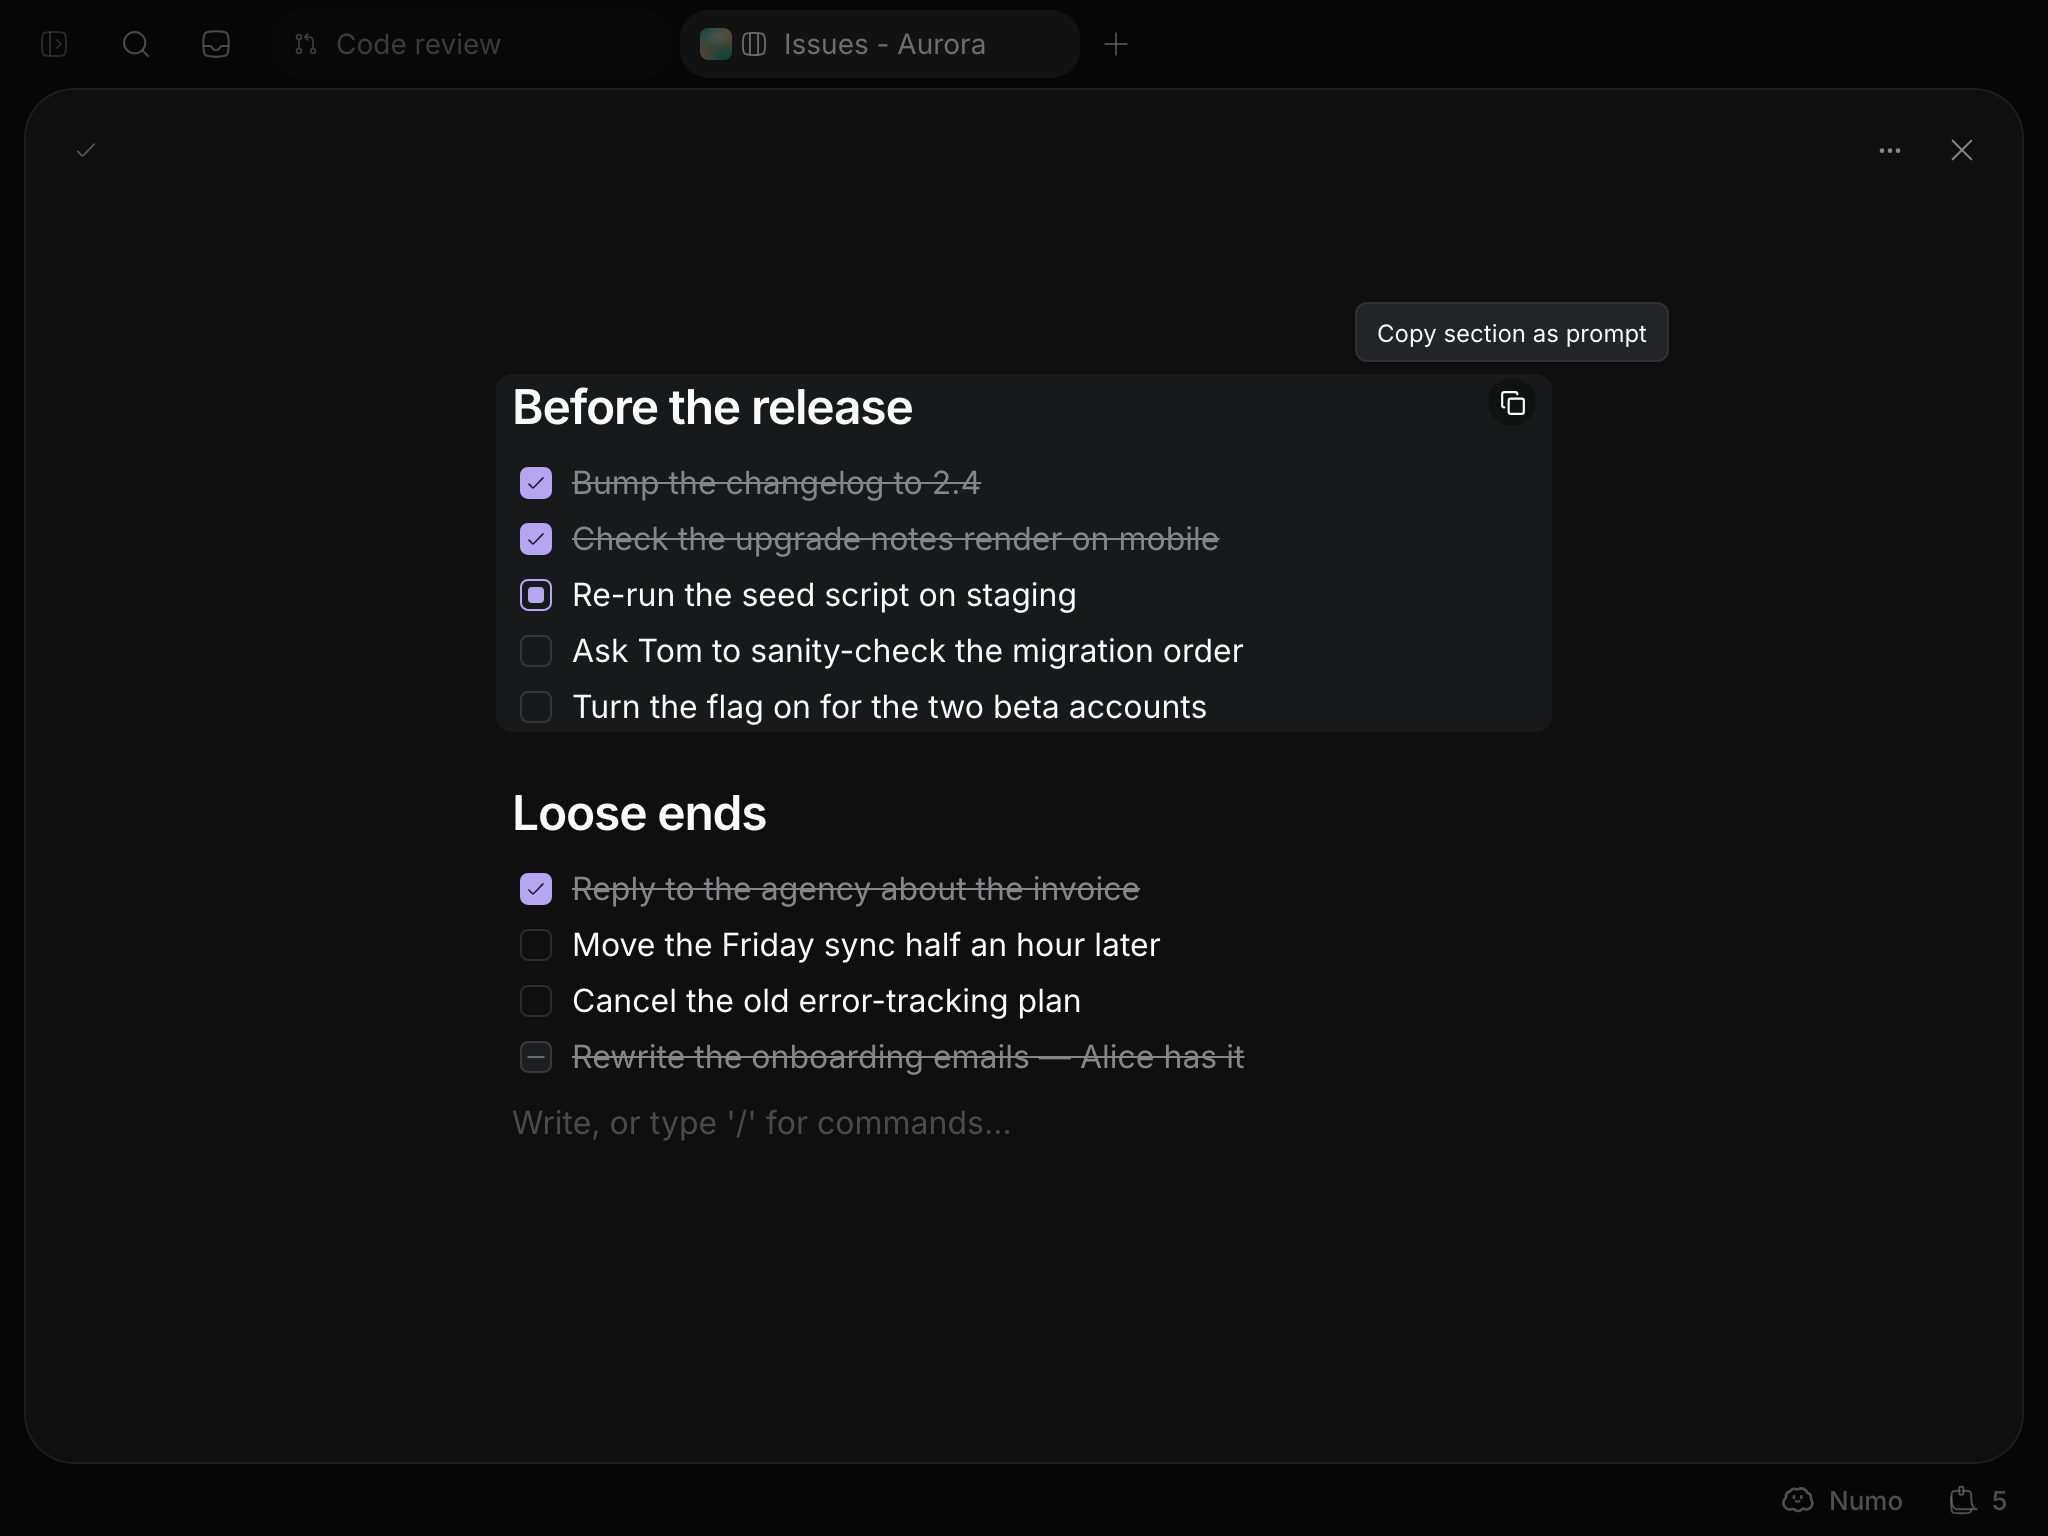 Code review
Issues - Aurora
Copy section as prompt
Before the release
Bump the changelog to 2.4
Check the upgrade notes render on mobile
Re-run the seed script on staging
Ask Tom to sanity-check the migration order
Turn the flag on for the two beta accounts
Loose ends
Reply to the agency about the invoice
Move the Friday sync half an hour later
Cancel the old error-tracking plan
Rewrite the onboarding emails — Alice has it
Write, or type '/' for commands...
Numo
5